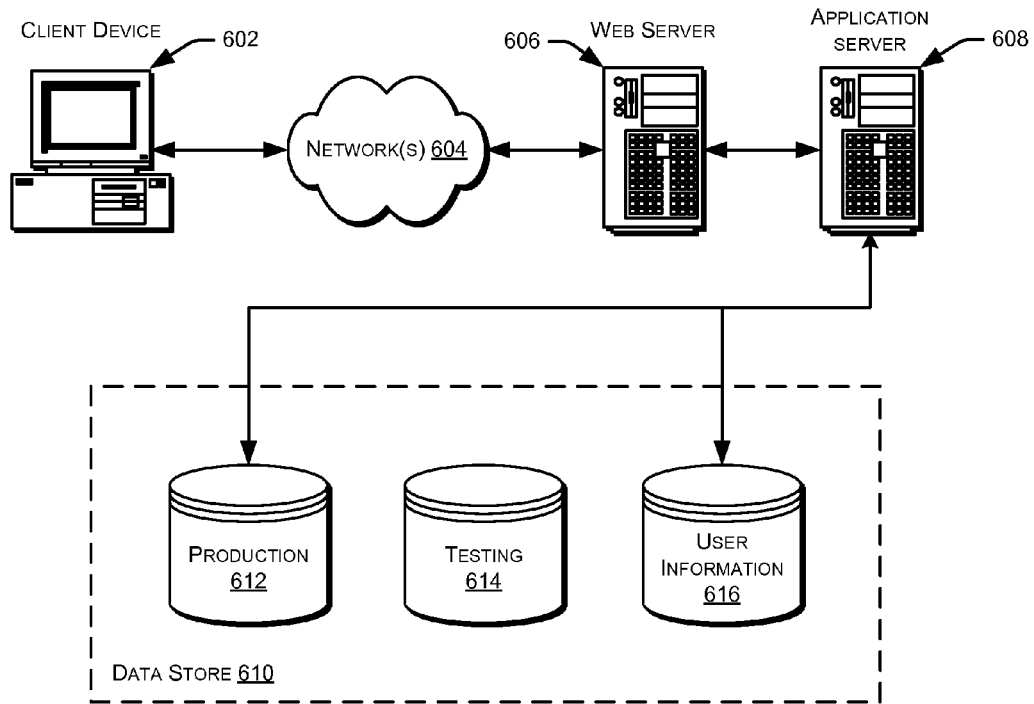 CLIENT DEVICE
602
606
WEB SERVER
APPLICATION
SERVER
608
NETWORK(S) 604
PRODUCTION
612
TESTING
614
USER
INFORMATION
616
DATA STORE 610